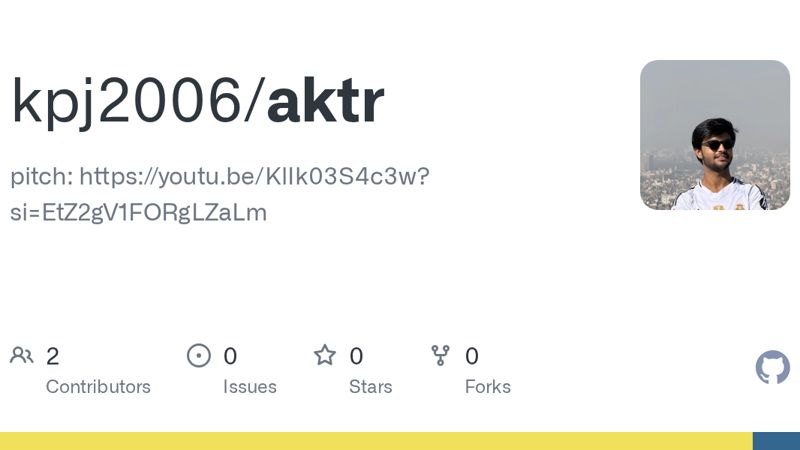 kpj2006/aktr
pitch: https://youtu.be/KIIk03S4c3w?
si=EtZ2gV1FORgLZaLm
2
Contributors
0
Issues
0
Stars
0
Forks